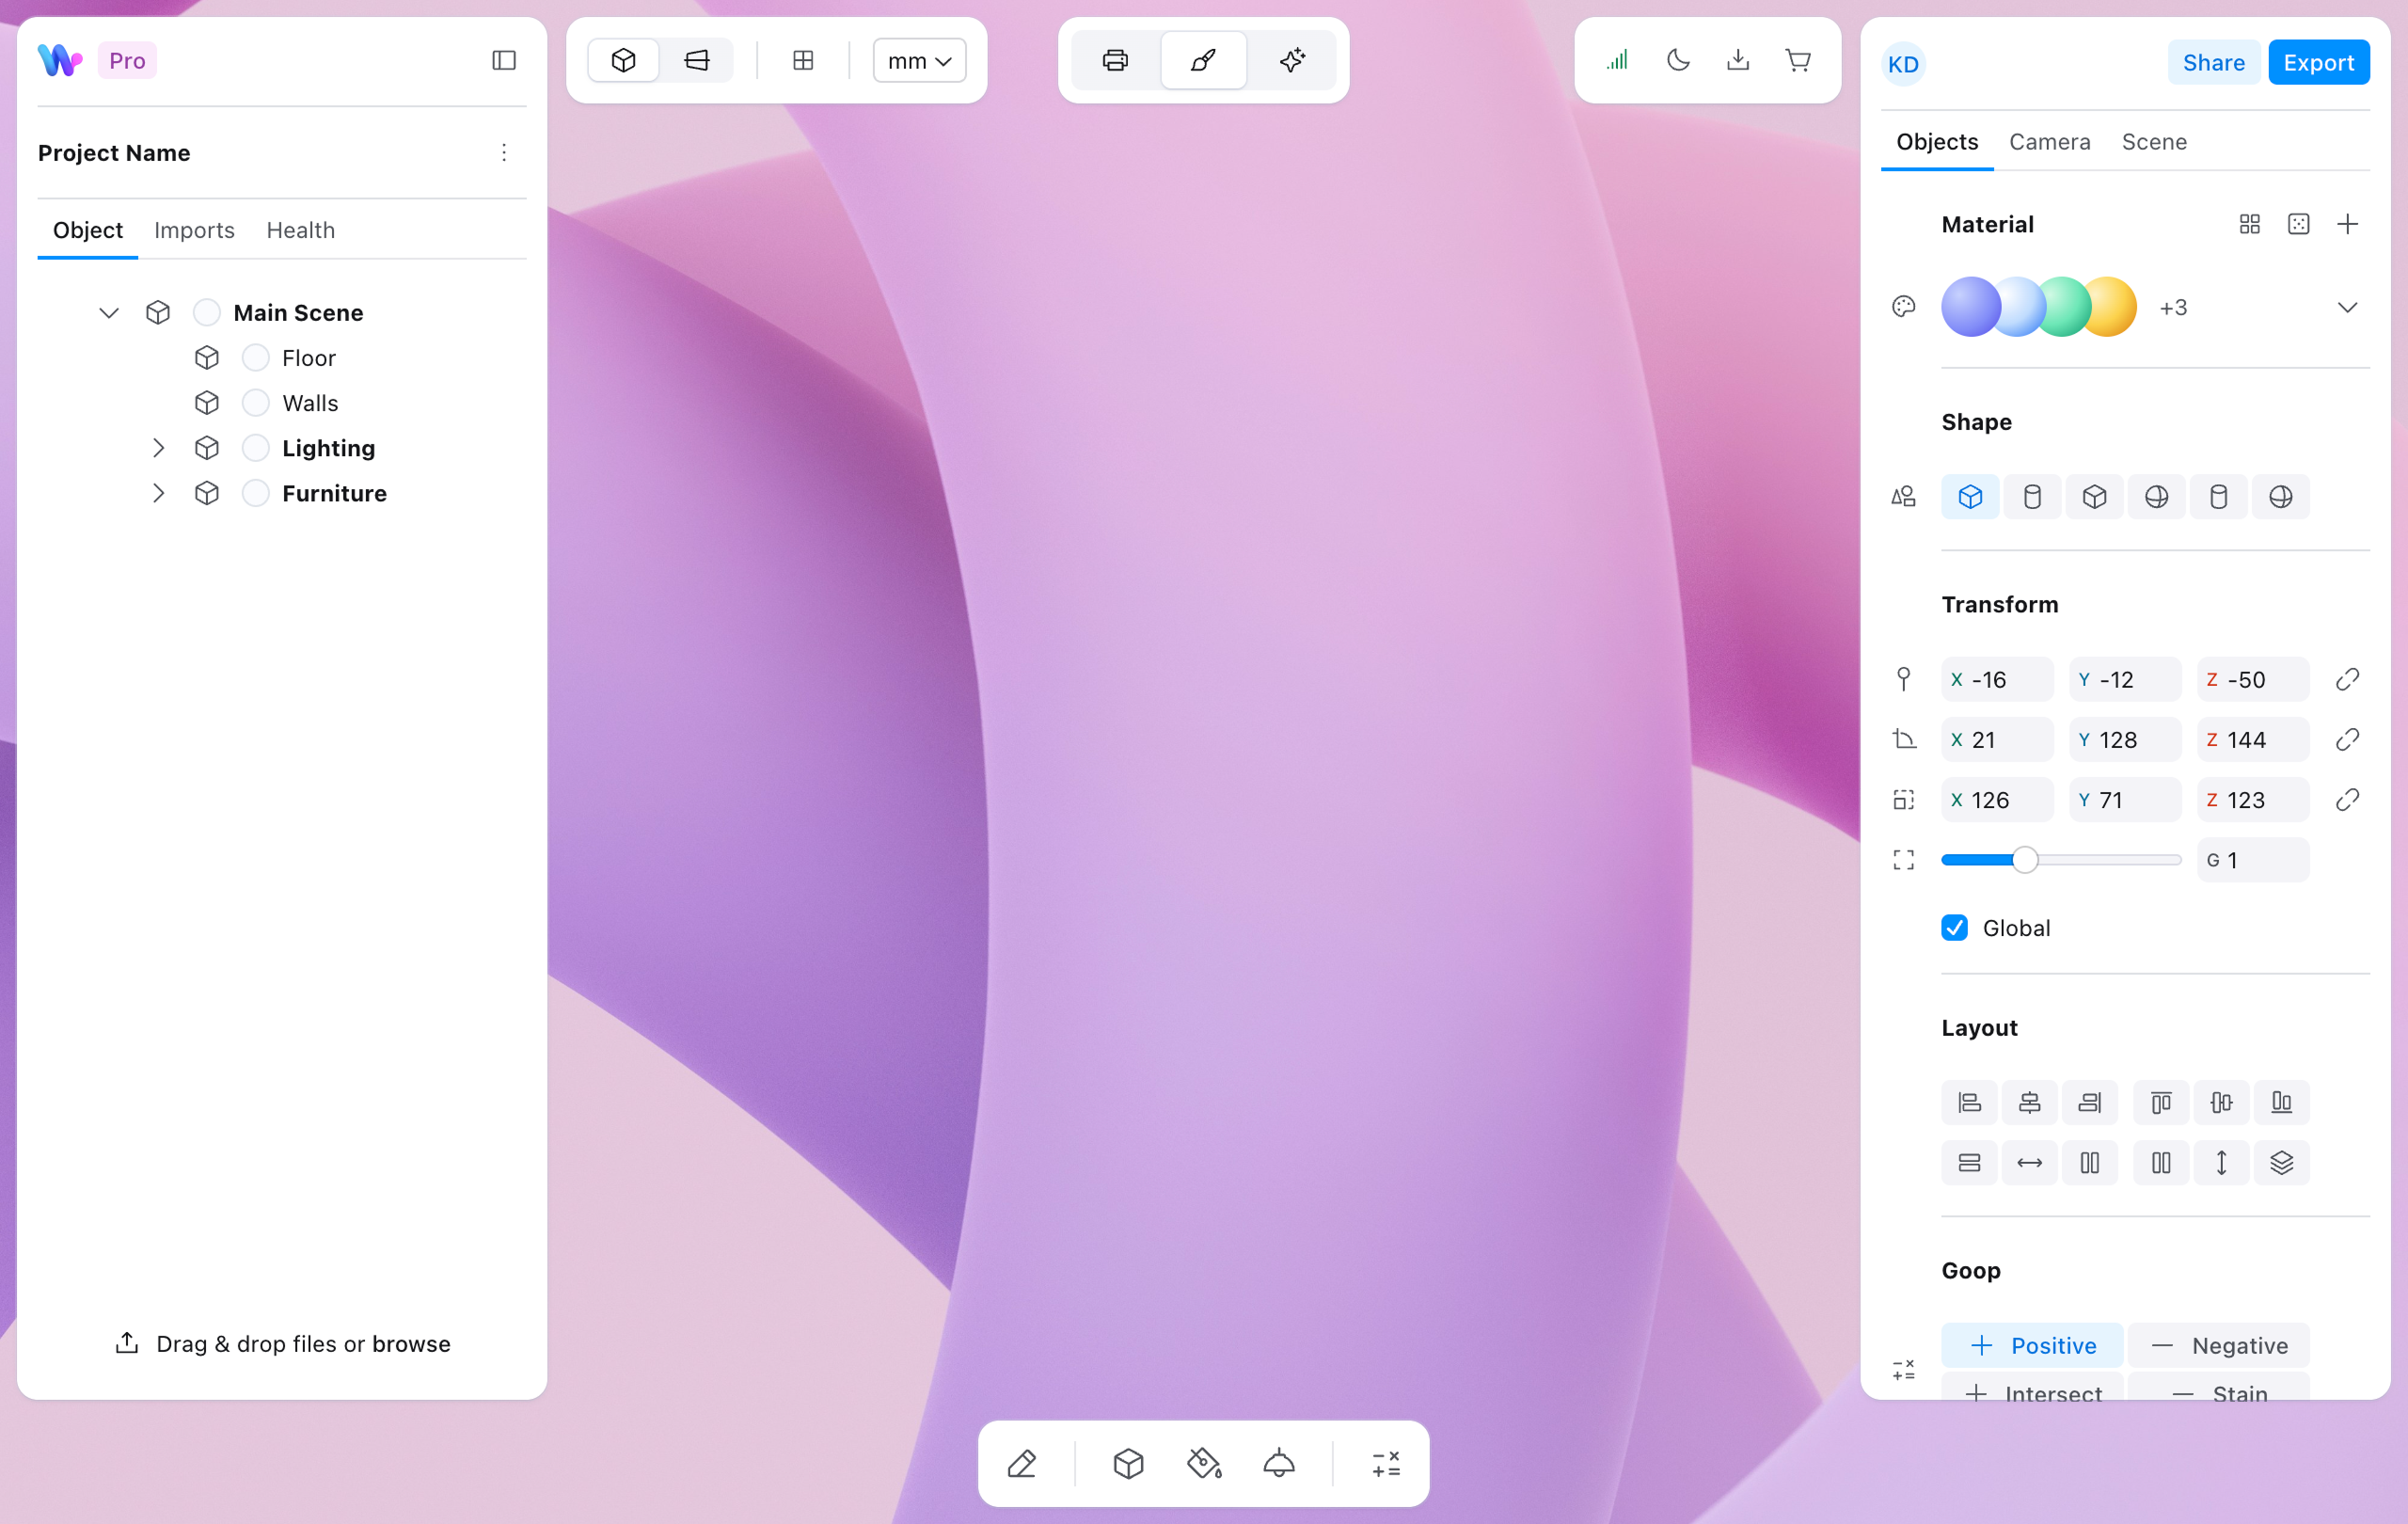 Pro
mm
KD
Share
Export
Project Name
Object
Imports
Health
Main Scene
Floor
Walls
Lighting
Furniture
Drag & drop files or browse
Objects
Camera
Scene
Material
+3
Shape
Transform
X -16
Y -12
Z -50
X 21
Y 128
Z 144
X 126
Y 71
Z 123
G 1
Global
Layout
Goop
Positive
Negative
Intersect
Stain